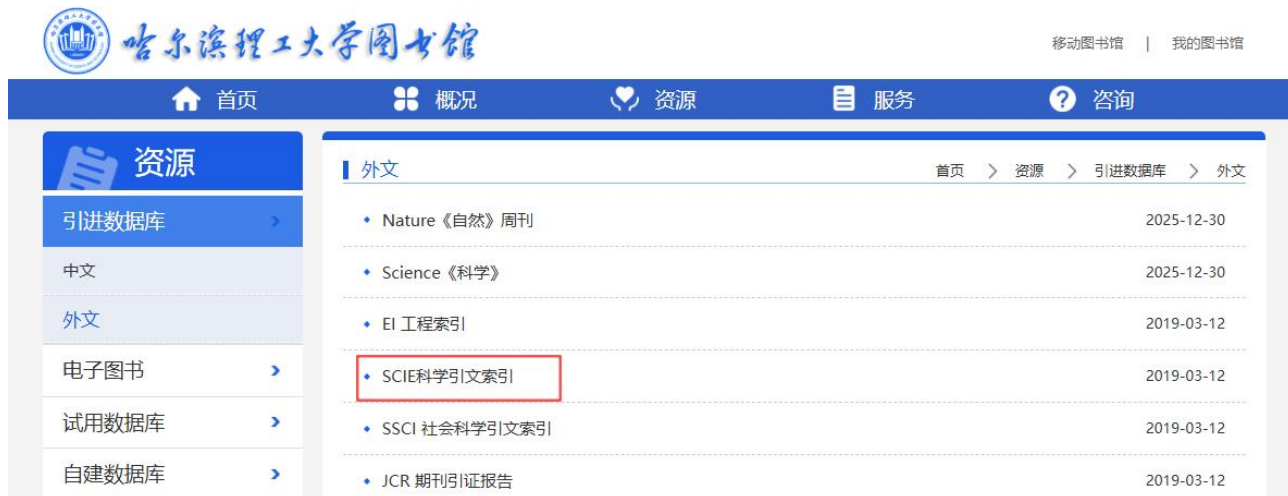 哈尔滨理工大学图书馆
移动图书馆 | 我的图书馆
首页 概况 资源 服务 咨询
资源
引进数据库
中文
外文
电子图书
试用数据库
自建数据库
外文
首页 > 资源 > 引进数据库 > 外文
Nature《自然》周刊 2025-12-30
Science《科学》 2025-12-30
EI 工程索引 2019-03-12
SCIE科学引文索引 2019-03-12
SSCI 社会科学引文索引 2019-03-12
JCR 期刊引证报告 2019-03-12